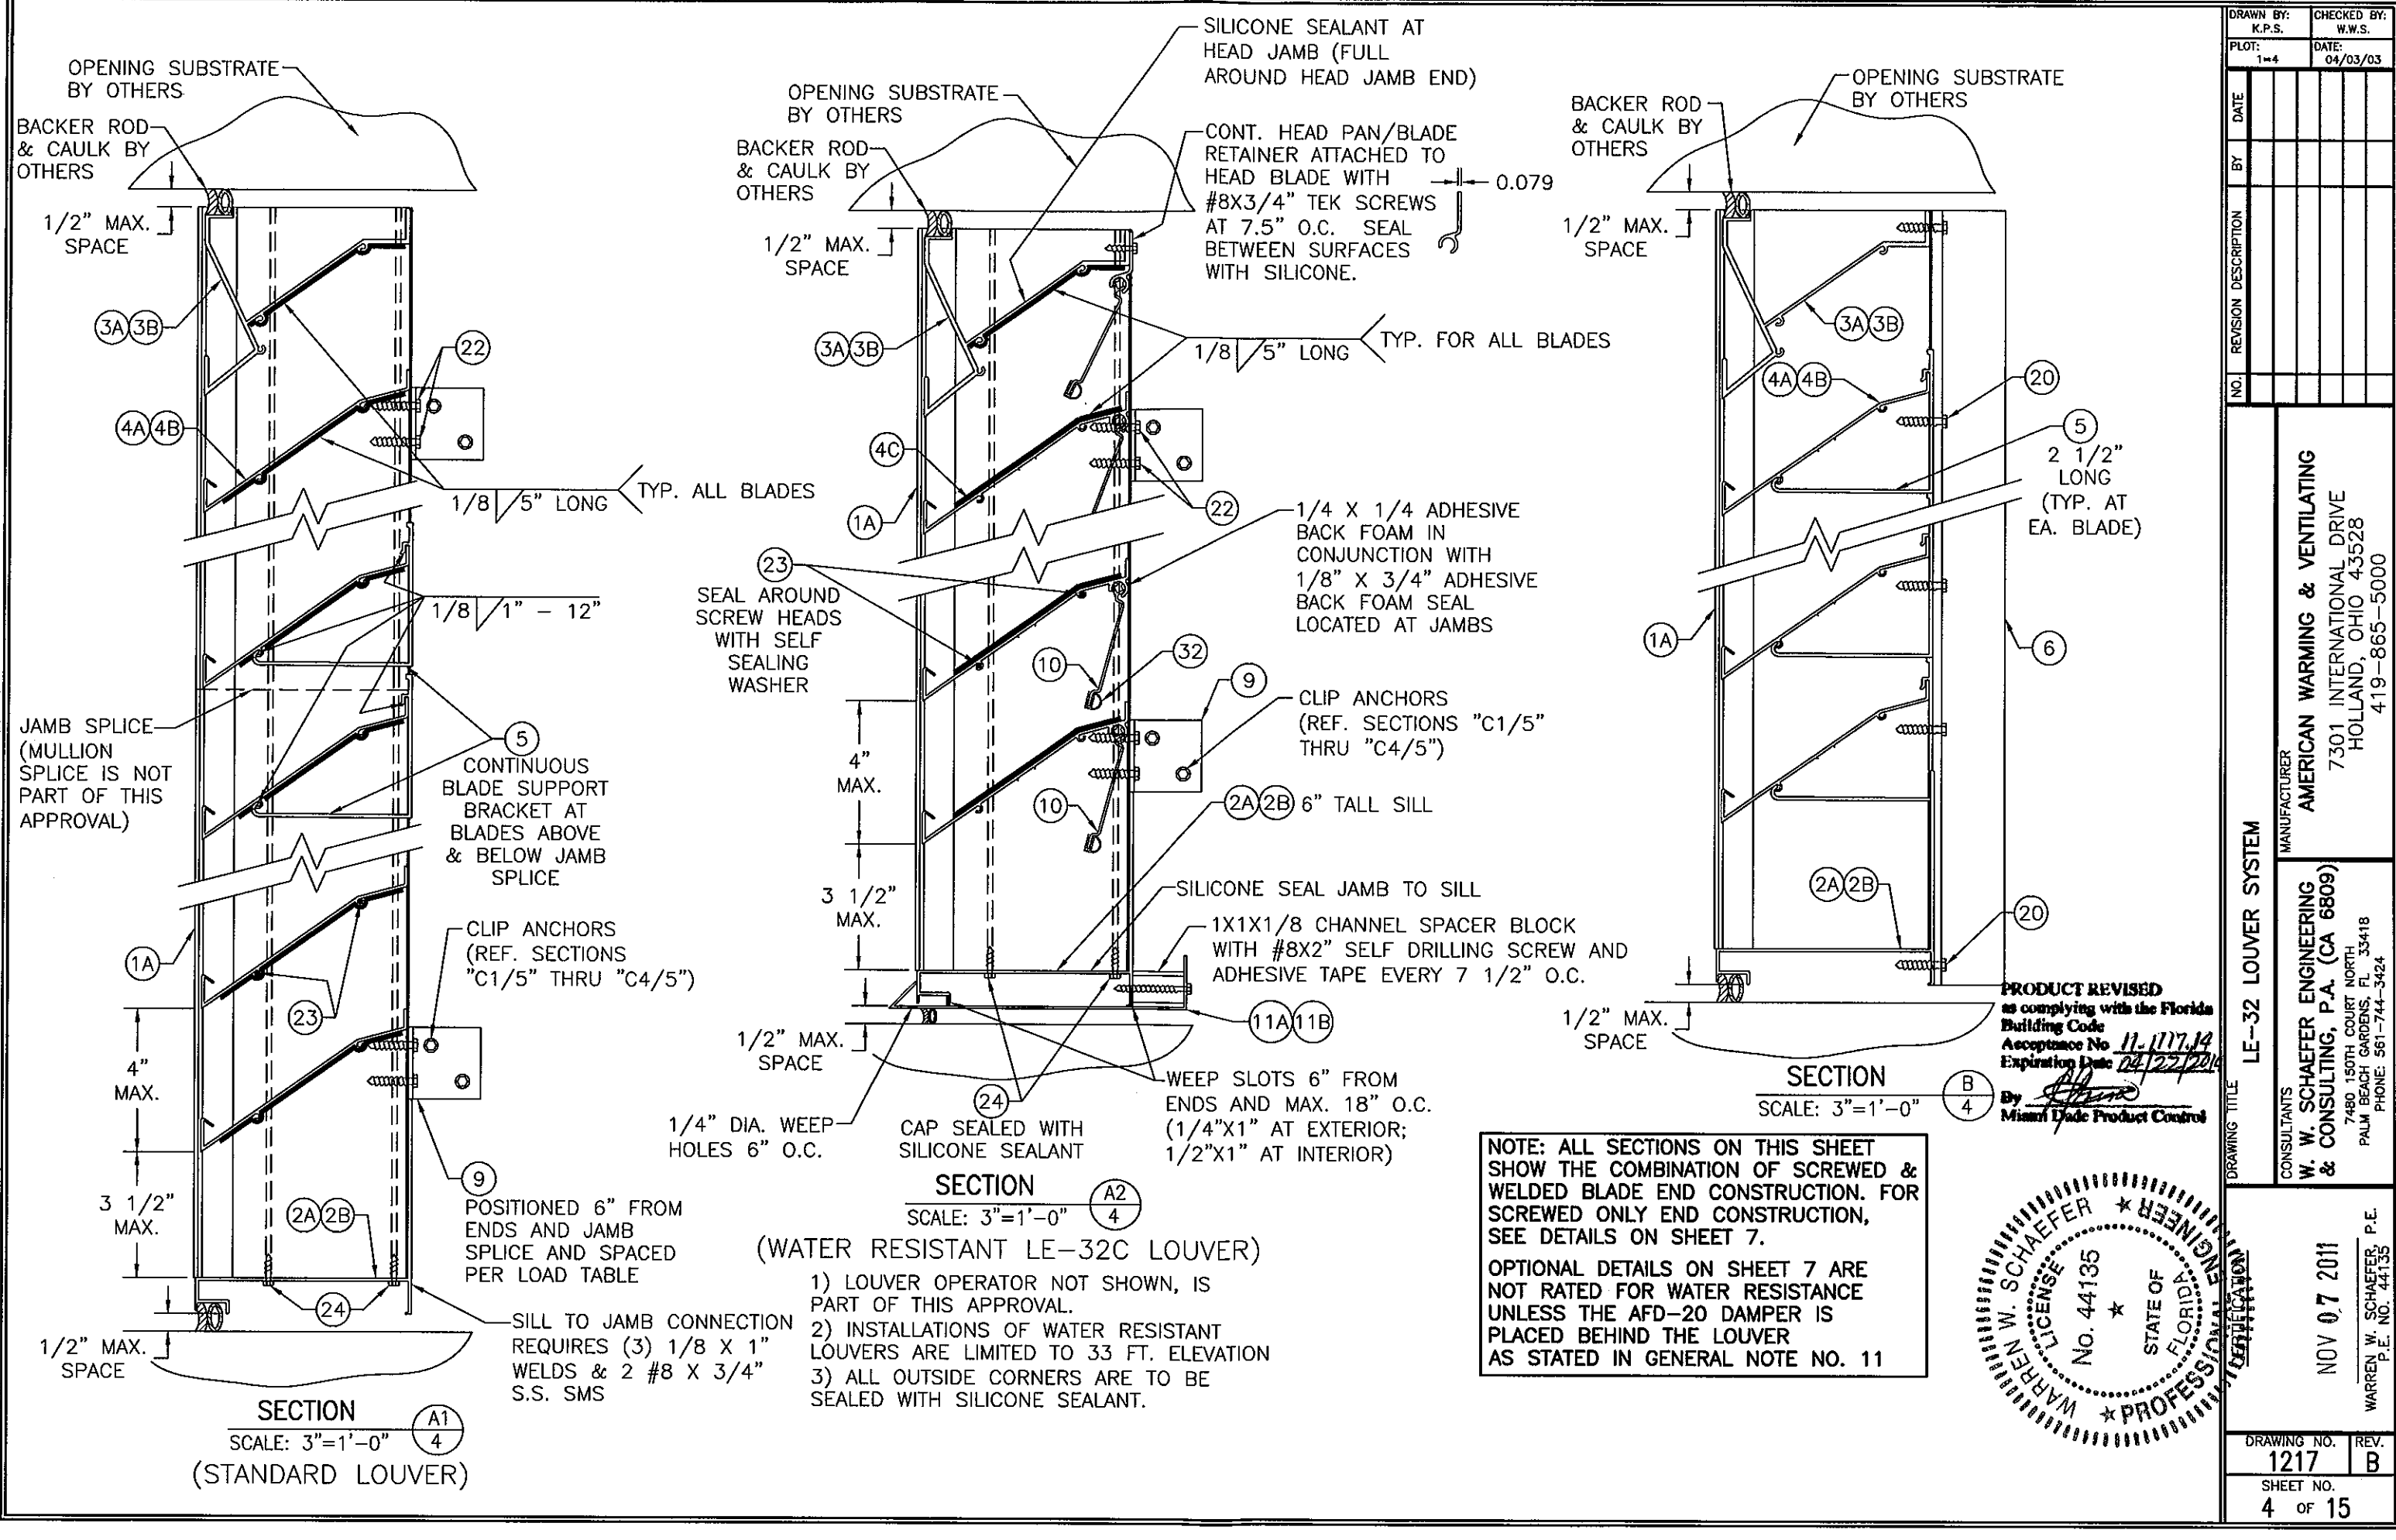 OPENING SUBSTRATE
BY OTHERS
BACKER ROD
& CAULK BY
OTHERS
1/2" MAX.
SPACE
3A 3B
22
4A 4B
1/8 5" LONG
TYP. ALL BLADES
1/8 1" - 12"
JAMB SPLICE
(MULLION
SPLICE IS NOT
PART OF THIS
APPROVAL)
5
CONTINUOUS
BLADE SUPPORT
BRACKET AT
BLADES ABOVE
& BELOW JAMB
SPLICE
1A
CLIP ANCHORS
(REF. SECTIONS
"C1/5" THRU "C4/5")
23
4"
MAX.
3 1/2"
MAX.
9
POSITIONED 6" FROM
ENDS AND JAMB
SPLICE AND SPACED
PER LOAD TABLE
2A 2B
24
1/2" MAX.
SPACE
SILL TO JAMB CONNECTION
REQUIRES (3) 1/8 X 1"
WELDS & 2 #8 X 3/4"
S.S. SMS
SECTION
SCALE: 3"=1'-0"
A1
4
(STANDARD LOUVER)
SILICONE SEALANT AT
HEAD JAMB (FULL
AROUND HEAD JAMB END)
OPENING SUBSTRATE
BY OTHERS
BACKER ROD
& CAULK BY
OTHERS
CONT. HEAD PAN/BLADE
RETAINER ATTACHED TO
HEAD BLADE WITH
#8X3/4" TEK SCREWS
AT 7.5" O.C. SEAL
BETWEEN SURFACES
WITH SILICONE.
0.079
1/2" MAX.
SPACE
3A 3B
1/8 5" LONG
TYP. FOR ALL BLADES
4C
1A
22
1/4 X 1/4 ADHESIVE
BACK FOAM IN
CONJUNCTION WITH
1/8" X 3/4" ADHESIVE
BACK FOAM SEAL
LOCATED AT JAMBS
23
SEAL AROUND
SCREW HEADS
WITH SELF
SEALING
WASHER
10
32
9
CLIP ANCHORS
(REF. SECTIONS "C1/5"
THRU "C4/5")
4"
MAX.
10
2A 2B 6" TALL SILL
3 1/2"
MAX.
SILICONE SEAL JAMB TO SILL
1X1X1/8 CHANNEL SPACER BLOCK
WITH #8X2" SELF DRILLING SCREW AND
ADHESIVE TAPE EVERY 7 1/2" O.C.
11A 11B
1/2" MAX.
SPACE
WEEP SLOTS 6" FROM
ENDS AND MAX. 18" O.C.
(1/4"X1" AT EXTERIOR;
1/2"X1" AT INTERIOR)
1/4" DIA. WEEP
HOLES 6" O.C.
24
CAP SEALED WITH
SILICONE SEALANT
SECTION
SCALE: 3"=1'-0"
A2
4
(WATER RESISTANT LE-32C LOUVER)
1) LOUVER OPERATOR NOT SHOWN, IS
PART OF THIS APPROVAL.
2) INSTALLATIONS OF WATER RESISTANT
LOUVERS ARE LIMITED TO 33 FT. ELEVATION
3) ALL OUTSIDE CORNERS ARE TO BE
SEALED WITH SILICONE SEALANT.
OPENING SUBSTRATE
BY OTHERS
BACKER ROD
& CAULK BY
OTHERS
1/2" MAX.
SPACE
3A 3B
4A 4B
20
5
2 1/2"
LONG
(TYP. AT
EA. BLADE)
1A
6
2A 2B
20
1/2" MAX.
SPACE
SECTION
SCALE: 3"=1'-0"
B
4
PRODUCT REVISED
as complying with the Florida
Building Code
Acceptance No 11-1117.14
Expiration Date
By
Miami Dade Product Control
NOTE: ALL SECTIONS ON THIS SHEET
SHOW THE COMBINATION OF SCREWED &
WELDED BLADE END CONSTRUCTION. FOR
SCREWED ONLY END CONSTRUCTION,
SEE DETAILS ON SHEET 7.
OPTIONAL DETAILS ON SHEET 7 ARE
NOT RATED FOR WATER RESISTANCE
UNLESS THE AFD-20 DAMPER IS
PLACED BEHIND THE LOUVER
AS STATED IN GENERAL NOTE NO. 11
WARREN W. SCHAEFER
PROFESSIONAL ENGINEER
LICENSE
No. 44135
STATE OF
FLORIDA
DRAWN BY:
K.P.S.
CHECKED BY:
W.W.S.
PLOT:
1=4
DATE:
04/03/03
NO.
REVISION DESCRIPTION
BY
DATE
MANUFACTURER
AMERICAN WARMING & VENTILATING
7301 INTERNATIONAL DRIVE
HOLLAND, OHIO 43528
419-865-5000
DRAWING TITLE
LE-32 LOUVER SYSTEM
CONSULTANTS
W. W. SCHAEFER ENGINEERING
& CONSULTING, P.A. (CA 6809)
7480 150TH COURT NORTH
PALM BEACH GARDENS, FL 33418
PHONE: 561-744-3424
CERTIFICATION
NOV 07 2011
WARREN W. SCHAEFER, P.E.
P.E. NO. 44135
DRAWING NO.
1217
REV.
B
SHEET NO.
4 OF 15